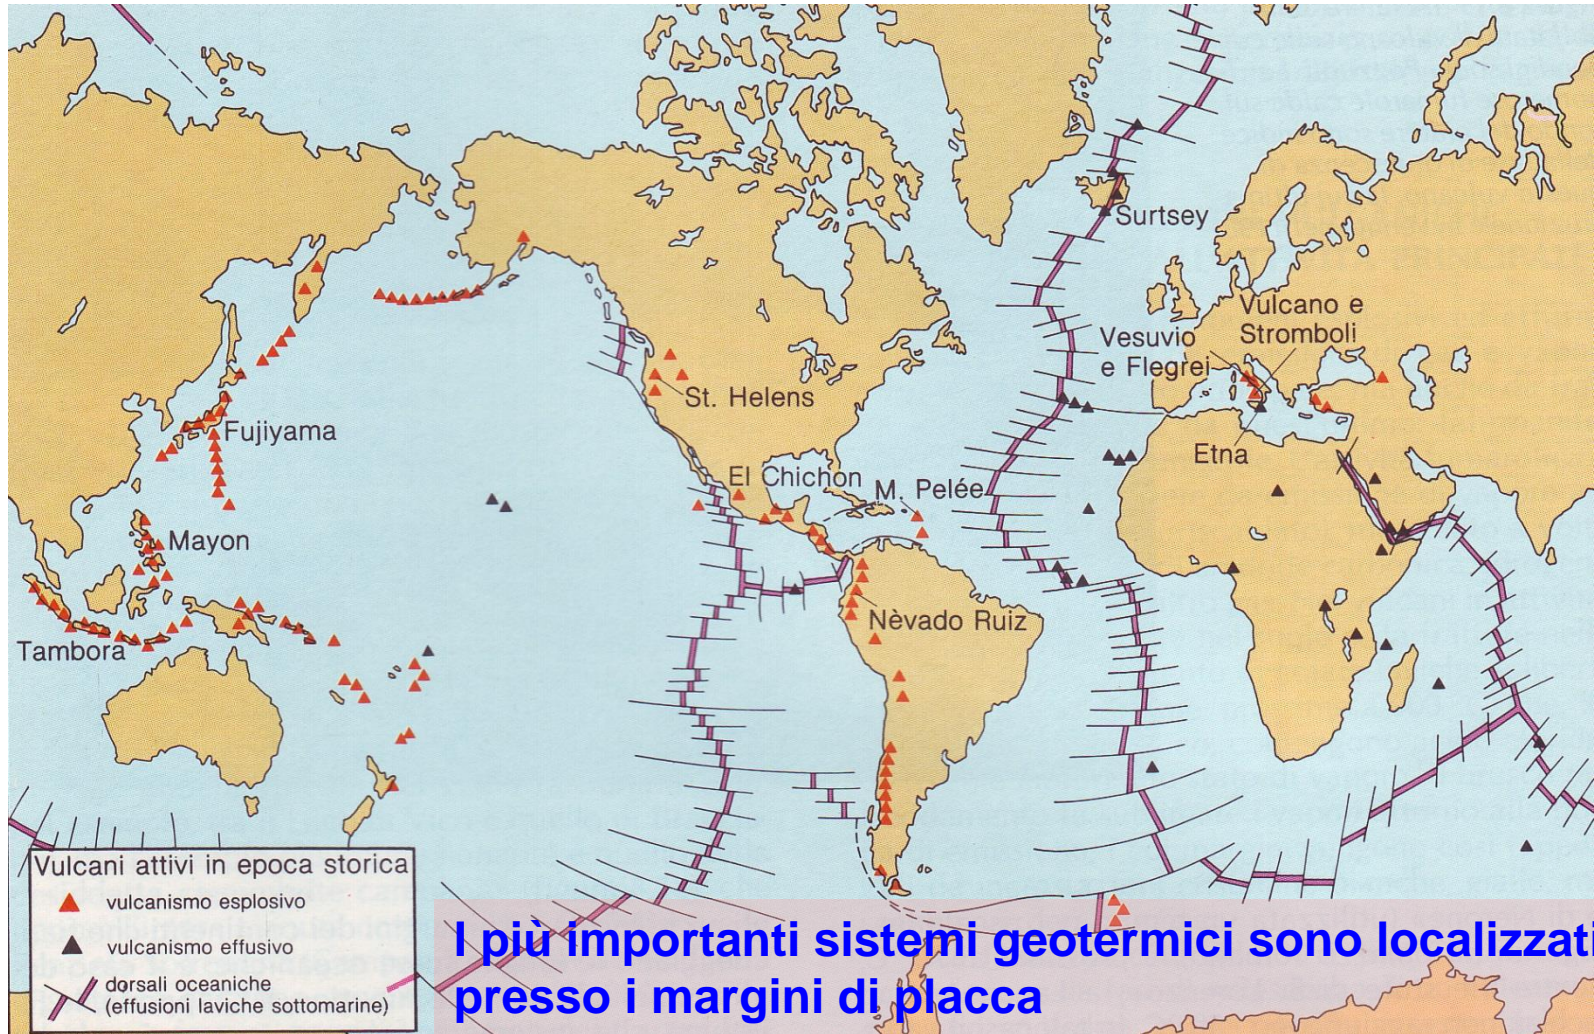 Surtsey
Vulcano e
Stromboli
Vesuvio
e Flegrei
St. Helens
Fujiyama
Etna
El Chichon
M. Pelée
Mayon
Nèvado Ruiz
Tambora
Vulcani attivi in epoca storica
vulcanismo esplosivo
vulcanismo effusivo
dorsali oceaniche
(effusioni laviche sottomarine)
I più importanti sistemi geotermici sono localizzati
presso i margini di placca